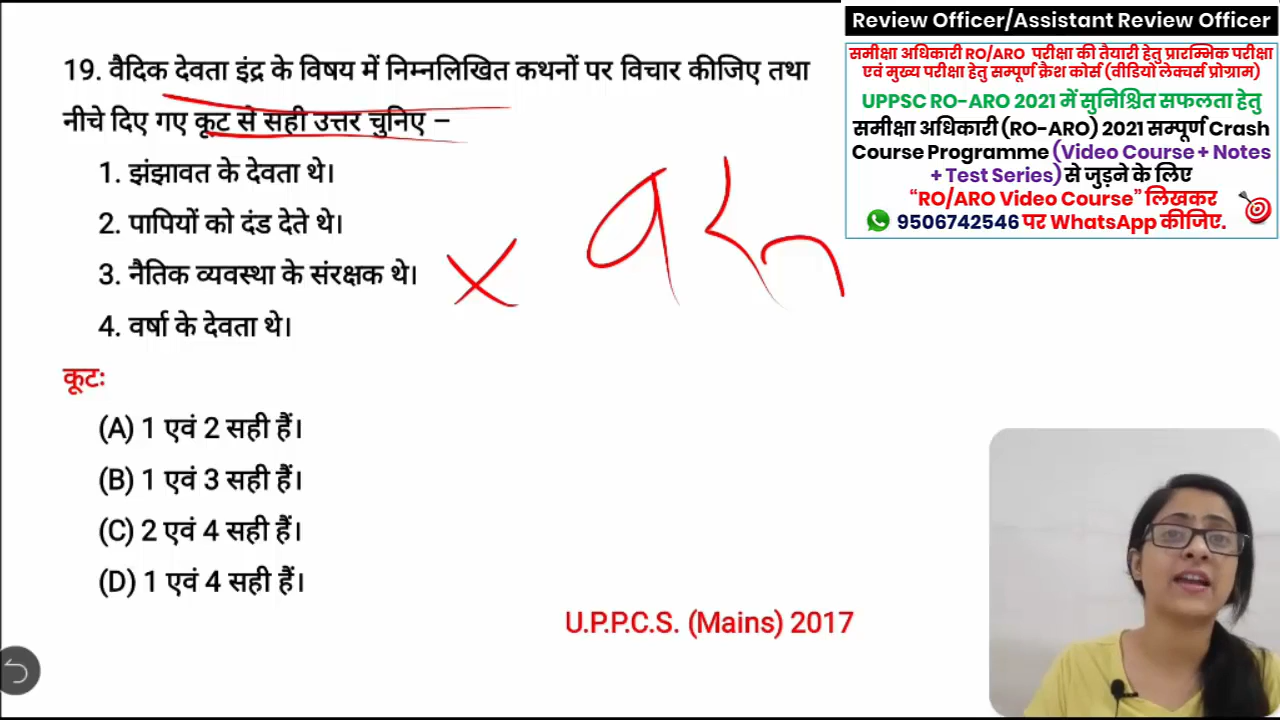 Review Officer/Assistant Review Officer
समीक्षा अधिकारी RO/ARO परीक्षा की तैयारी हेतु प्रारम्भिक परीक्षा
एवं मुख्य परीक्षा हेतु सम्पूर्ण क्रैश कोर्स (वीडियो लेक्चर्स प्रोग्राम)
UPPSC RO-ARO 2021 में सुनिश्चित सफलता हेतु
समीक्षा अधिकारी (RO-ARO) 2021 सम्पूर्ण Crash
Course Programme (Video Course + Notes
+ Test Series) से जुड़ने के लिए
“RO/ARO Video Course” लिखकर
9506742546 पर WhatsApp कीजिए.
19. वैदिक देवता इंद्र के विषय में निम्नलिखित कथनों पर विचार कीजिए तथा
नीचे दिए गए कूट से सही उत्तर चुनिए –
1. झंझावत के देवता थे।
2. पापियों को दंड देते थे।
3. नैतिक व्यवस्था के संरक्षक थे।
4. वर्षा के देवता थे।
कूटः
(A) 1 एवं 2 सही हैं।
(B) 1 एवं 3 सही हैं।
(C) 2 एवं 4 सही हैं।
(D) 1 एवं 4 सही हैं।
U.P.P.C.S. (Mains) 2017